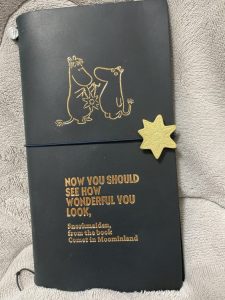 NOW YOU SHOULD
SEE HOW
WONDERFUL YOU
LOOK,
Snorkmaiden,
from the book
Comet in Moominland